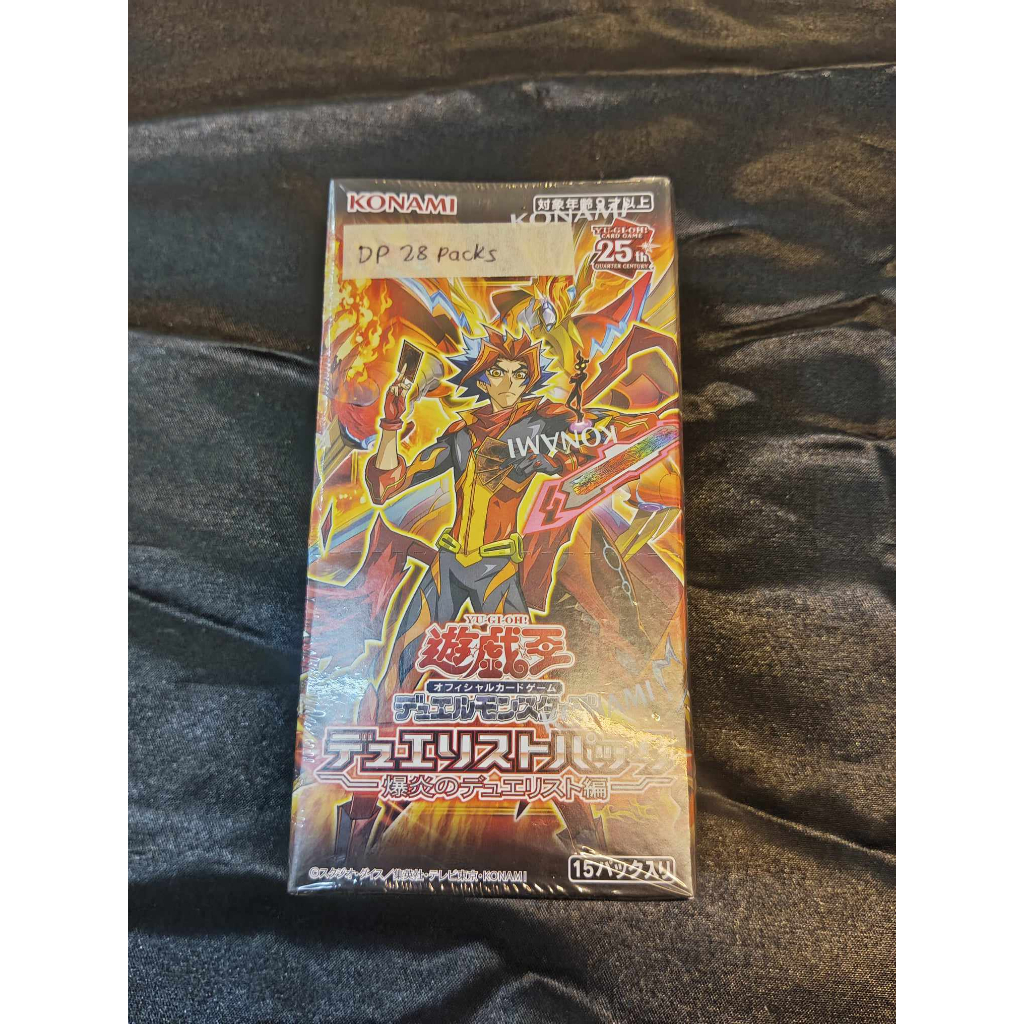 KONAMI
対象年齢9才以上
KONAMI
YU-GI-OH!
CARD GAME
25th
QUARTER CENTURY
DP 28 Packs
KONAMI
YU-GI-OH!
遊戯王
オフィシャルカードゲーム
デュエルモンスターズ
デュエリストパック
爆炎のデュエリスト編
15パック入り
©スタジオ・ダイス/集英社・テレビ東京・KONAMI